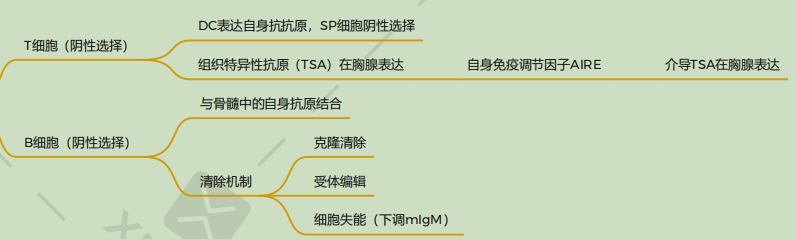 DC表达自身抗抗原，SP细胞阴性选择
T细胞（阴性选择）
组织特异性抗原（TSA）在胸腺表达 自身免疫调节因子AIRE 介导TSA在胸腺表达
与骨髓中的自身抗原结合
B细胞（阴性选择）
克隆清除
清除机制 受体编辑
细胞失能（下调mIgM）